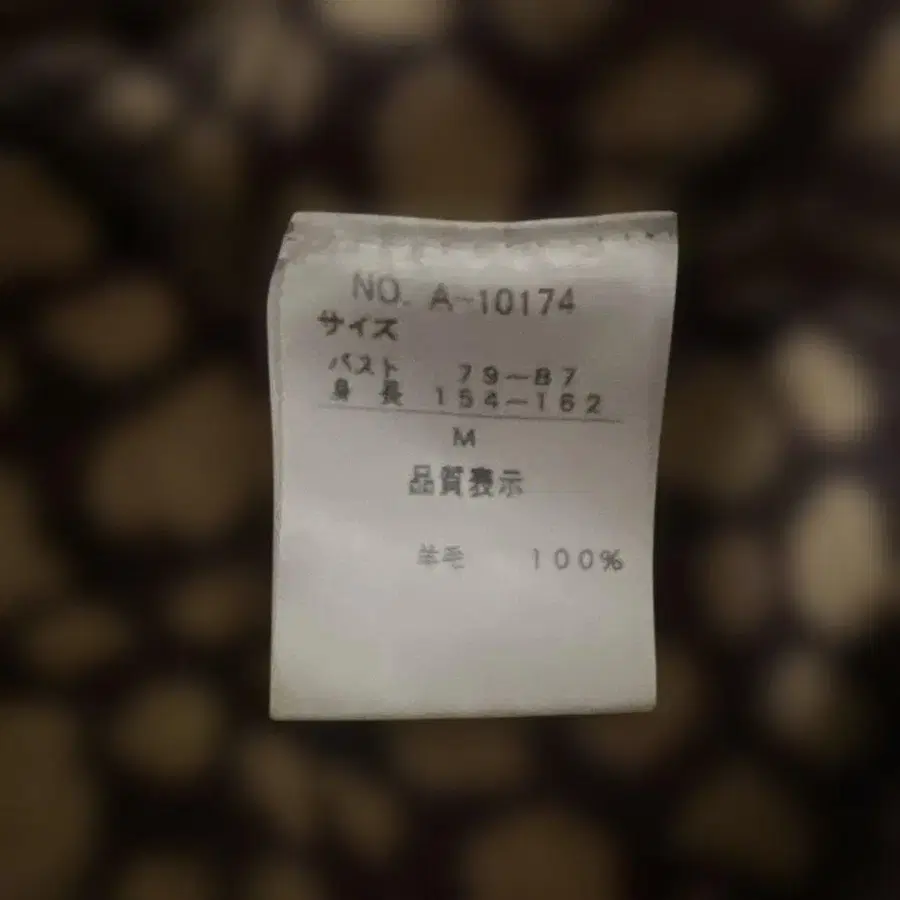 NO. A-10174
サイズ
バスト 79-87
身長 154-162
M
品質表示
羊毛 100%